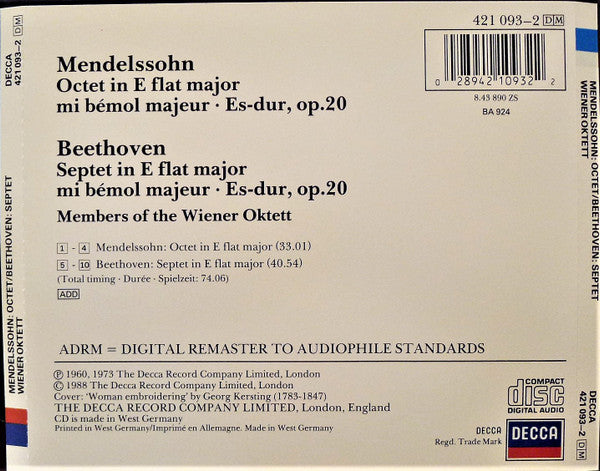 421 093-2 DM
Mendelssohn
Octet in E flat major
mi bémol majeur · Es-dur, op.20
Beethoven
Septet in E flat major
mi bémol majeur · Es-dur, op.20
Members of the Wiener Oktett
0 28942 10932 2
8.43 890 ZS
BA 924
1 - 4 Mendelssohn: Octet in E flat major (33.01)
5 - 10 Beethoven: Septet in E flat major (40.54)
(Total timing · Durée · Spielzeit: 74.06)
ADD
ADRM = DIGITAL REMASTER TO AUDIOPHILE STANDARDS
℗ 1960, 1973 The Decca Record Company Limited, London
© 1988 The Decca Record Company Limited, London
Cover: ‘Woman embroidering’ by Georg Kersting (1783-1847)
THE DECCA RECORD COMPANY LIMITED, London, England
CD is made in West Germany
Printed in West Germany/Imprimé en Allemagne. Made in West Germany
COMPACT
disc
DIGITAL AUDIO
DECCA
Regd. Trade Mark
DECCA
DECCA
421 093-2 DM
MENDELSSOHN: OCTET/BEETHOVEN: SEPTET
WIENER OKTETT
MENDELSSOHN: OCTET/BEETHOVEN: SEPTET
WIENER OKTETT
DECCA
421 093-2 DM